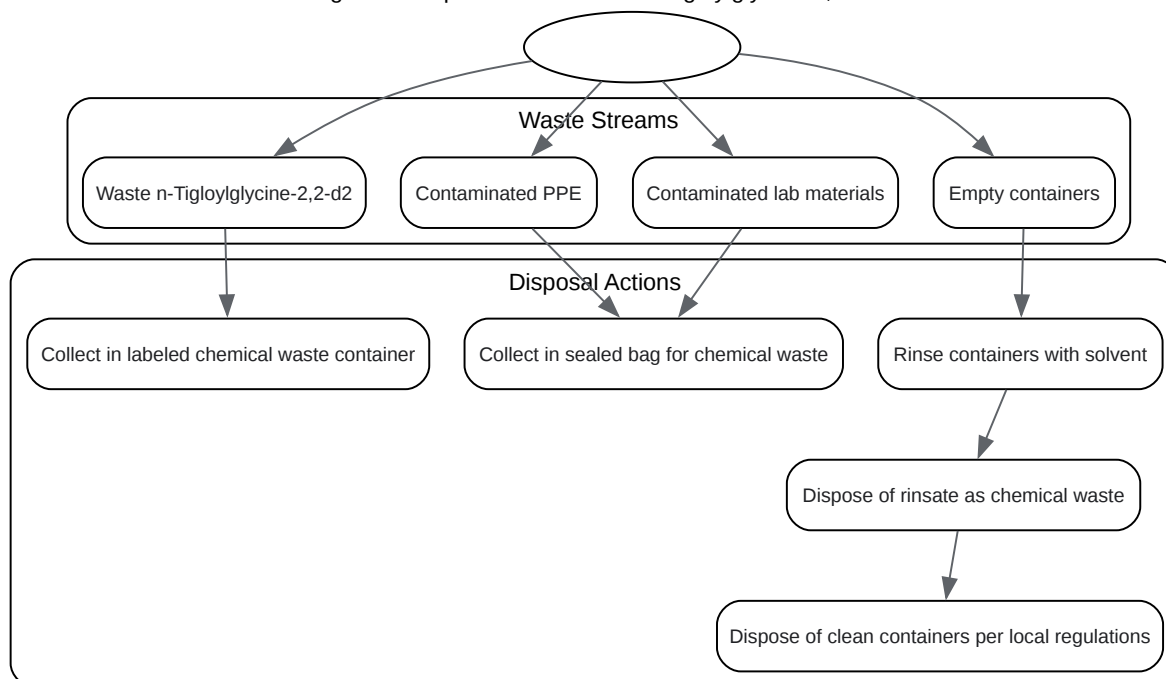 Waste Streams
Waste n-Tigloylglycine-2,2-d2
Contaminated PPE
Contaminated lab materials
Empty containers
Disposal Actions
Collect in labeled chemical waste container
Collect in sealed bag for chemical waste
Rinse containers with solvent
Dispose of rinsate as chemical waste
Dispose of clean containers per local regulations